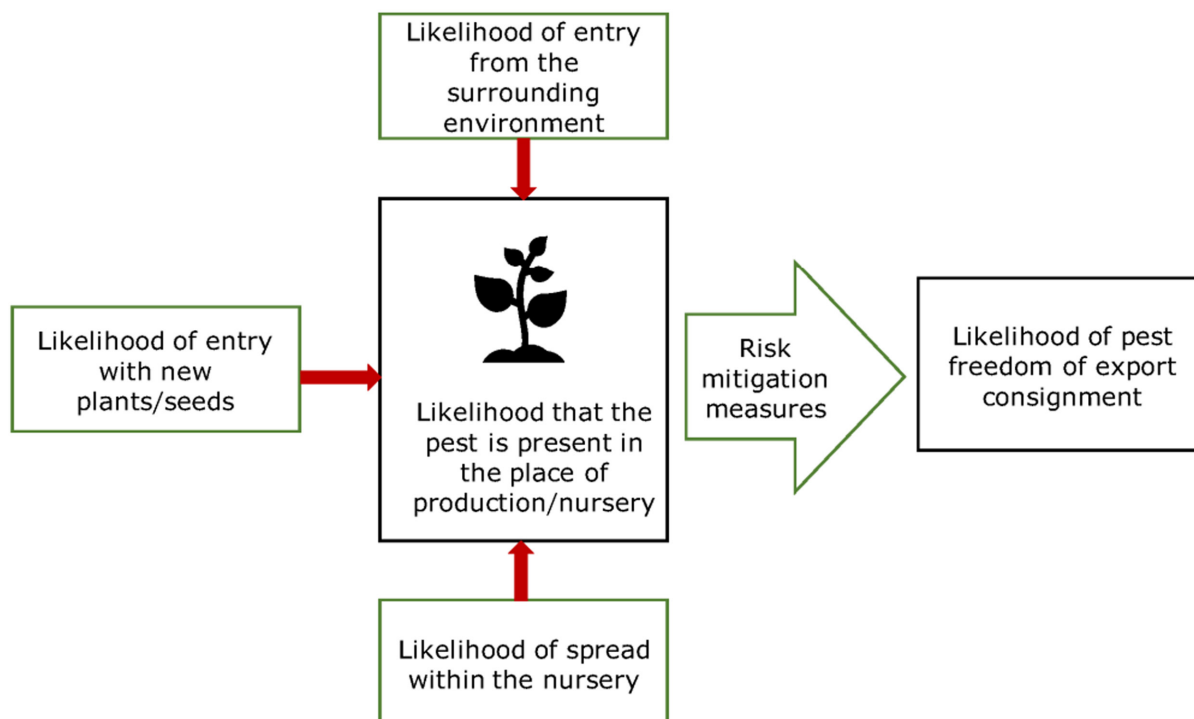 Likelihood of entry
from the
surrounding
environment
Likelihood of entry
with new
plants/seeds
Likelihood that the
pest is present in
the place of
production/nursery
Risk
mitigation
measures
Likelihood of pest
freedom of export
consignment
Likelihood of spread
within the nursery